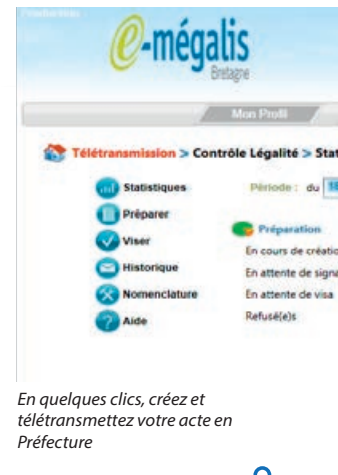 Production
e-mégalis
Bretagne
Mon Profil
Télétransmission > Contrôle Légalité > Stat
Statistiques
Préparer
Viser
Historique
Nomenclature
Aide
Période : du 18
Préparation
En cours de créatio
En attente de signa
En attente de visa
Refusé(e)s
En quelques clics, créez et
télétransmettez votre acte en
Préfecture